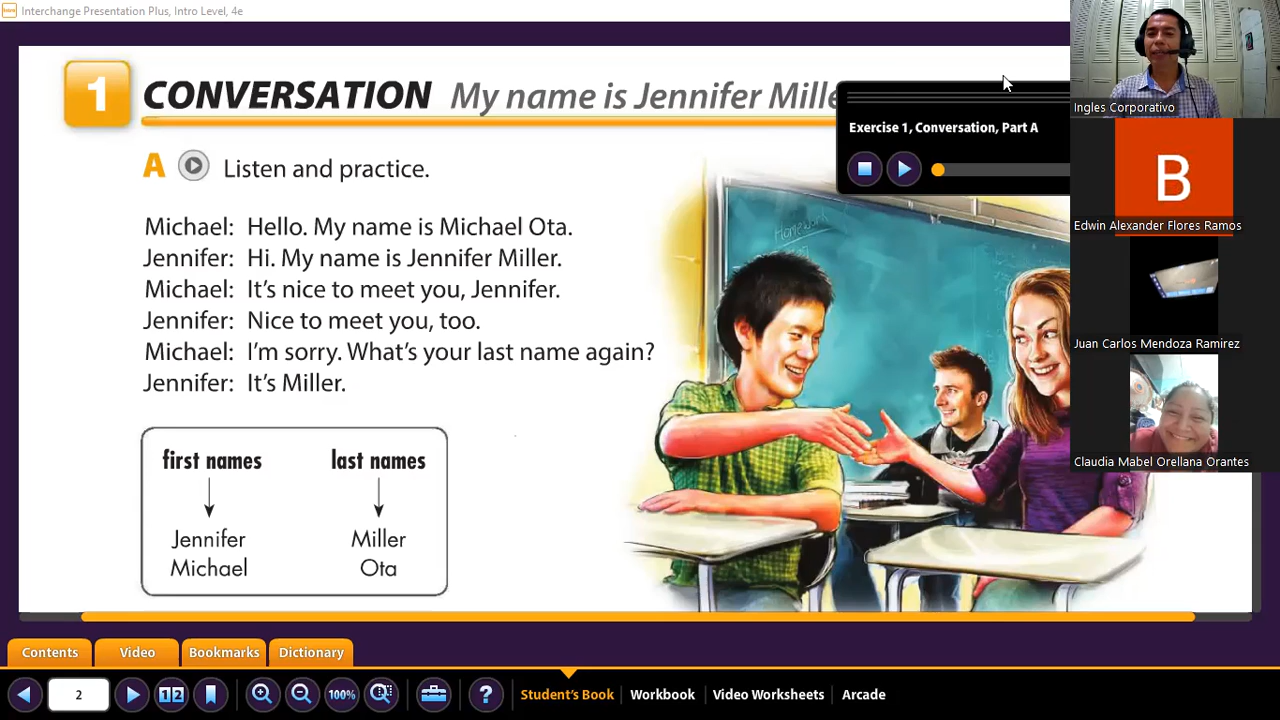 Interchange Presentation Plus, Intro Level, 4e
1 CONVERSATION My name is Jennifer Mille
Exercise 1, Conversation, Part A
A Listen and practice.
Michael: Hello. My name is Michael Ota.
Jennifer: Hi. My name is Jennifer Miller.
Michael: It's nice to meet you, Jennifer.
Jennifer: Nice to meet you, too.
Michael: I'm sorry. What's your last name again?
Jennifer: It's Miller.
first names last names
Jennifer Miller
Michael Ota
Homework
Ingles Corporativo
B
Edwin Alexander Flores Ramos
Juan Carlos Mendoza Ramirez
Claudia Mabel Orellana Orantes
Contents Video Bookmarks Dictionary
2 12 100% ? Student's Book Workbook Video Worksheets Arcade